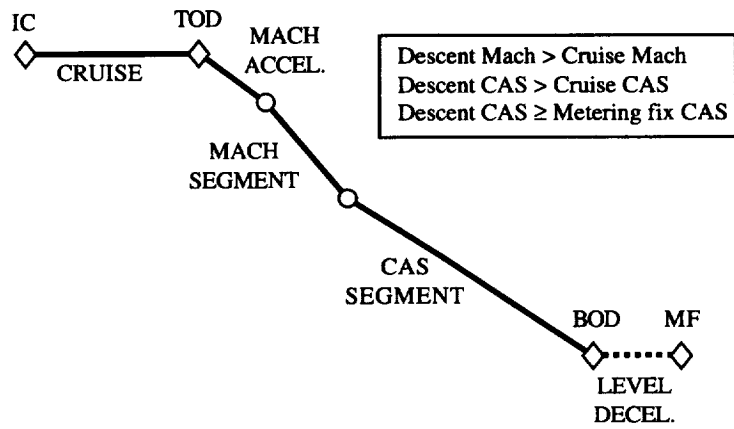 IC
TOD
MACH
ACCEL.
CRUISE
Descent Mach > Cruise Mach
Descent CAS > Cruise CAS
Descent CAS ≥ Metering fix CAS
MACH
SEGMENT
CAS
SEGMENT
BOD
MF
LEVEL
DECEL.